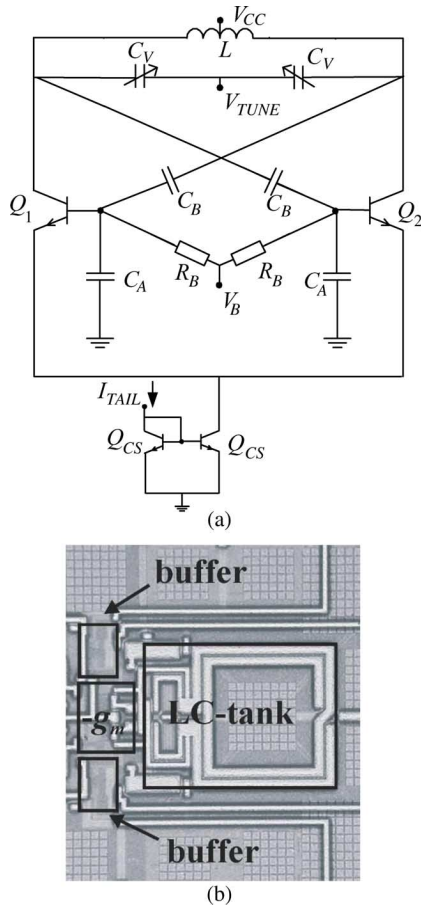 V_CC
L
C_V
C_V
V_TUNE
Q_1
C_B
C_B
Q_2
C_A
R_B
R_B
C_A
V_B
I_TAIL
Q_CS
Q_CS
(a)
buffer
-g_m
LC-tank
buffer
(b)